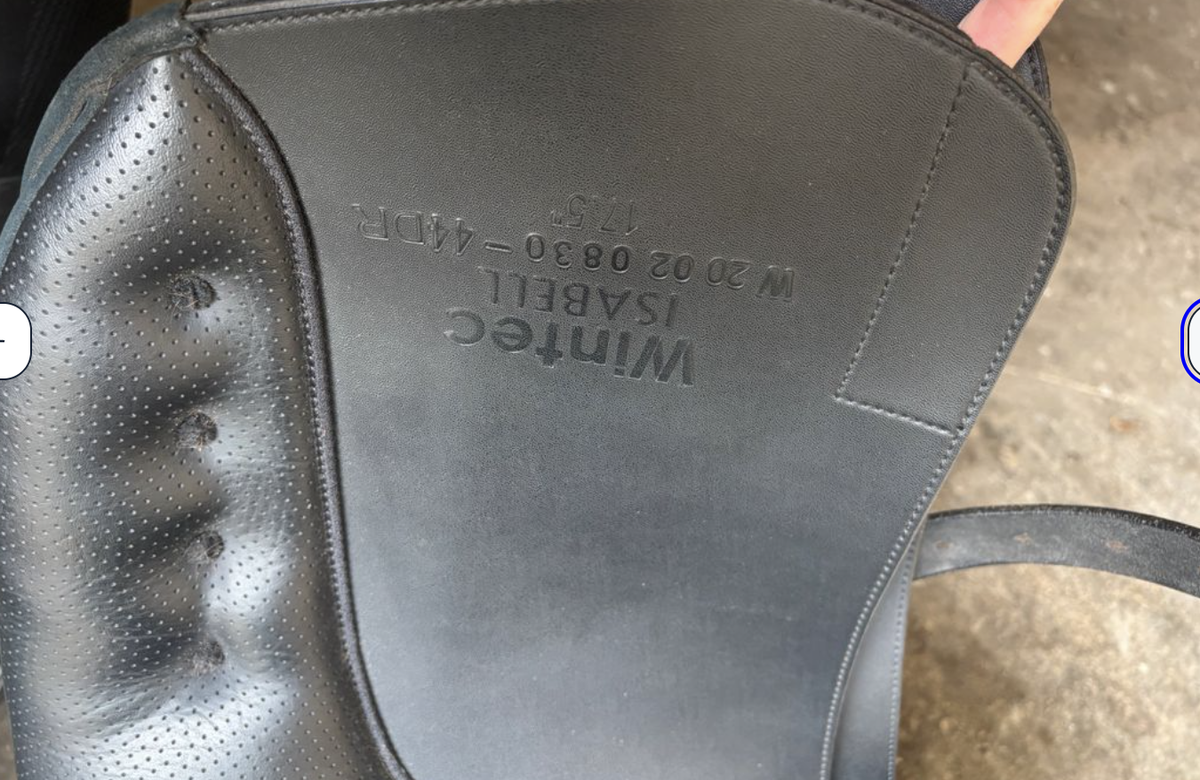 Wintec
ISABELL
W 20 02 0830 – 44DR
17.5"